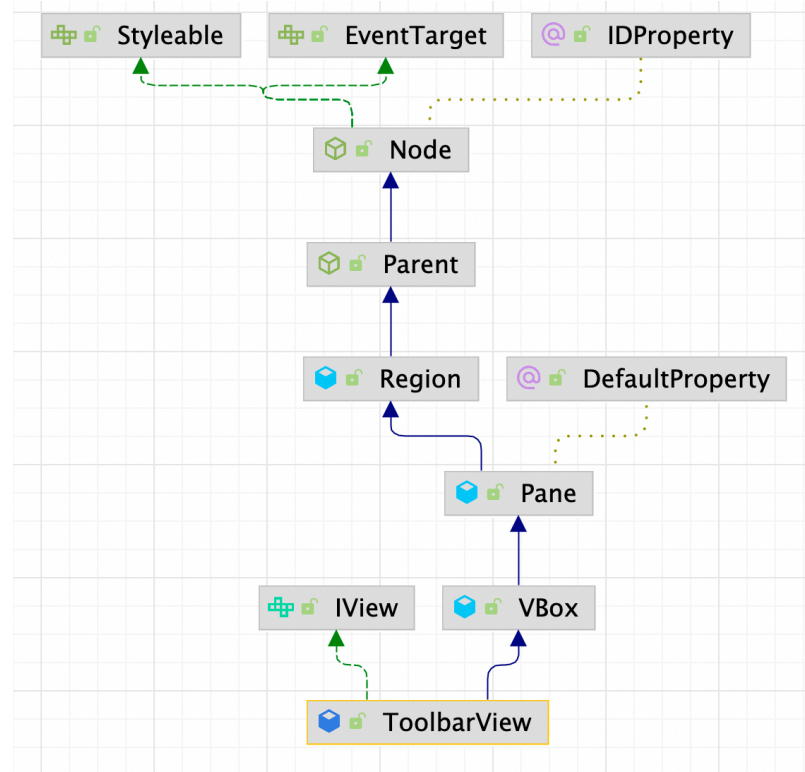 Styleable
EventTarget
IDProperty
Node
Parent
Region
DefaultProperty
Pane
IView
VBox
ToolbarView